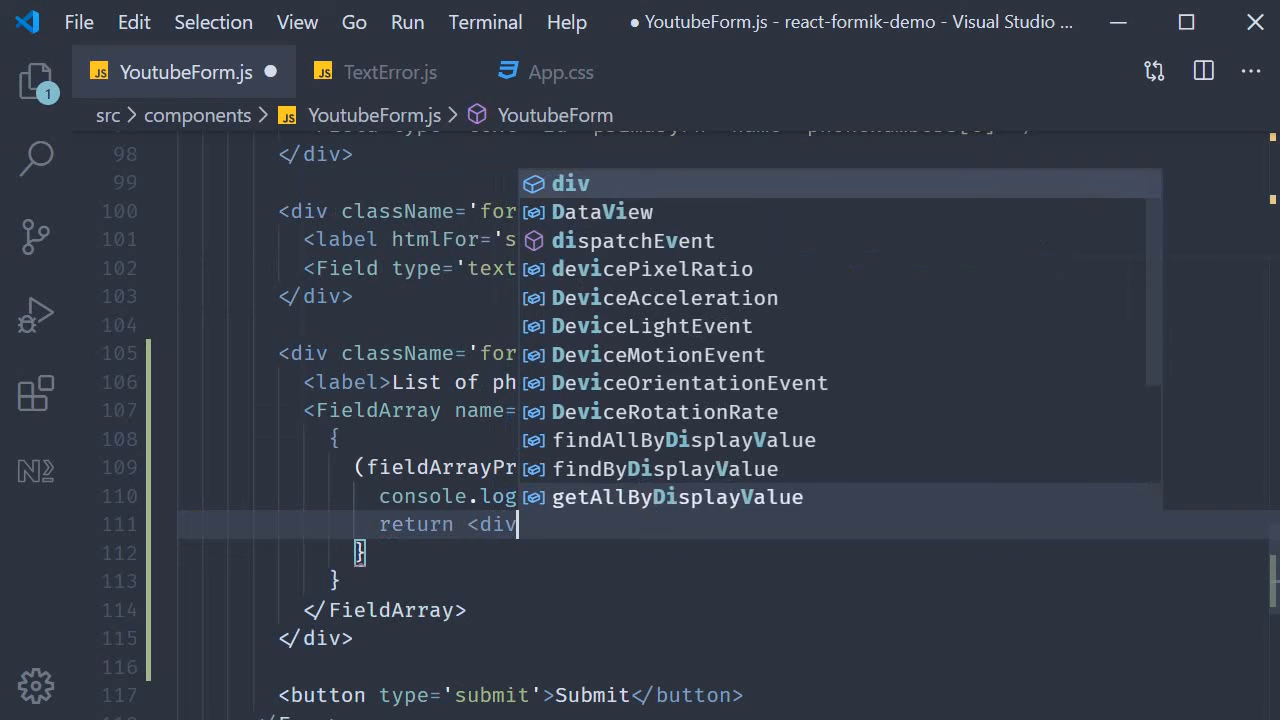 File Edit Selection View Go Run Terminal Help ● YoutubeForm.js - react-formik-demo - Visual Studio ...
JS YoutubeForm.js ● JS TextError.js App.css
1
src > components > JS YoutubeForm.js > YoutubeForm
98 </div>
99
100 <div className='for
101 <label htmlFor='s
102 <Field type='text
103 </div>
104
105 <div className='for
106 <label>List of ph
107 <FieldArray name=
108 {
109 (fieldArrayPr
110 console.log
111 return <div
112 }
113 }
114 </FieldArray>
115 </div>
116
117 <button type='submit'>Submit</button>
div
DataView
dispatchEvent
devicePixelRatio
DeviceAcceleration
DeviceLightEvent
DeviceMotionEvent
DeviceOrientationEvent
DeviceRotationRate
findAllByDisplayValue
findByDisplayValue
getAllByDisplayValue